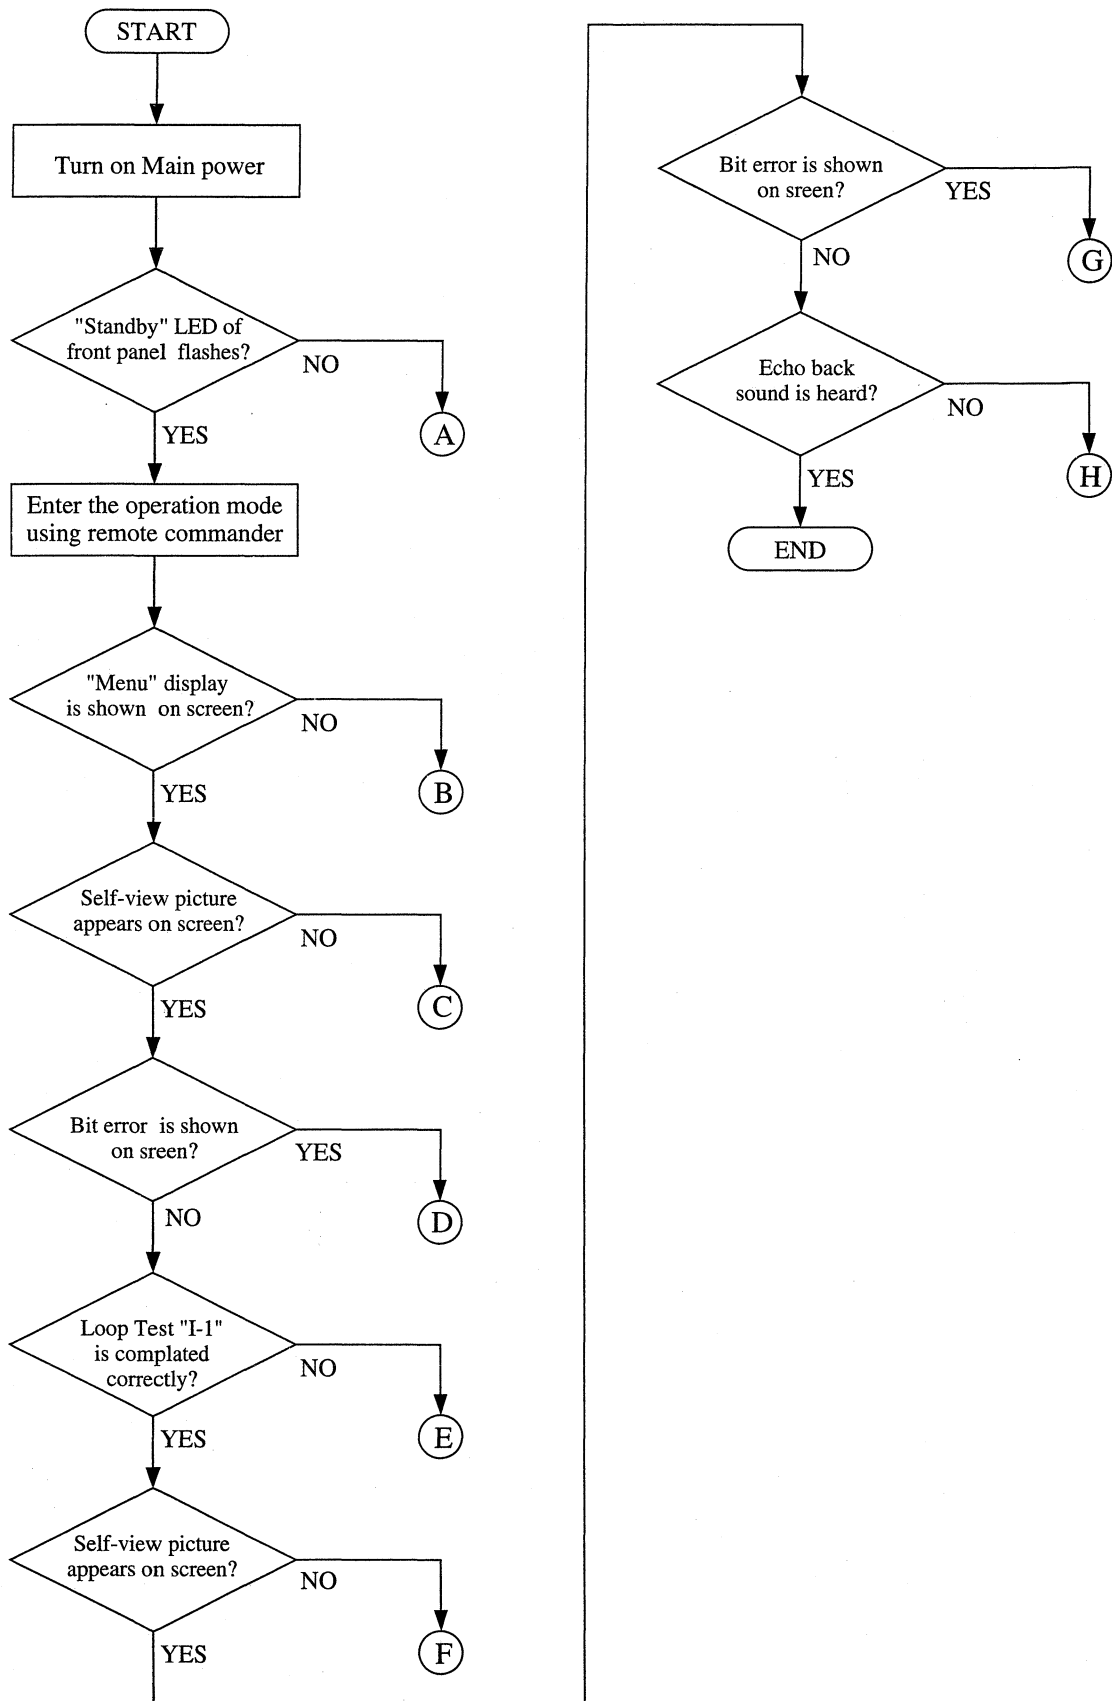 START
Turn on Main power
"Standby" LED of
front panel flashes?
NO
A
YES
Enter the operation mode
using remote commander
"Menu" display
is shown on screen?
NO
B
YES
Self-view picture
appears on screen?
NO
C
YES
Bit error is shown
on sreen?
YES
D
NO
Loop Test "I-1"
is complated
correctly?
NO
E
YES
Self-view picture
appears on screen?
NO
F
YES
Bit error is shown
on sreen?
YES
G
NO
Echo back
sound is heard?
NO
H
YES
END